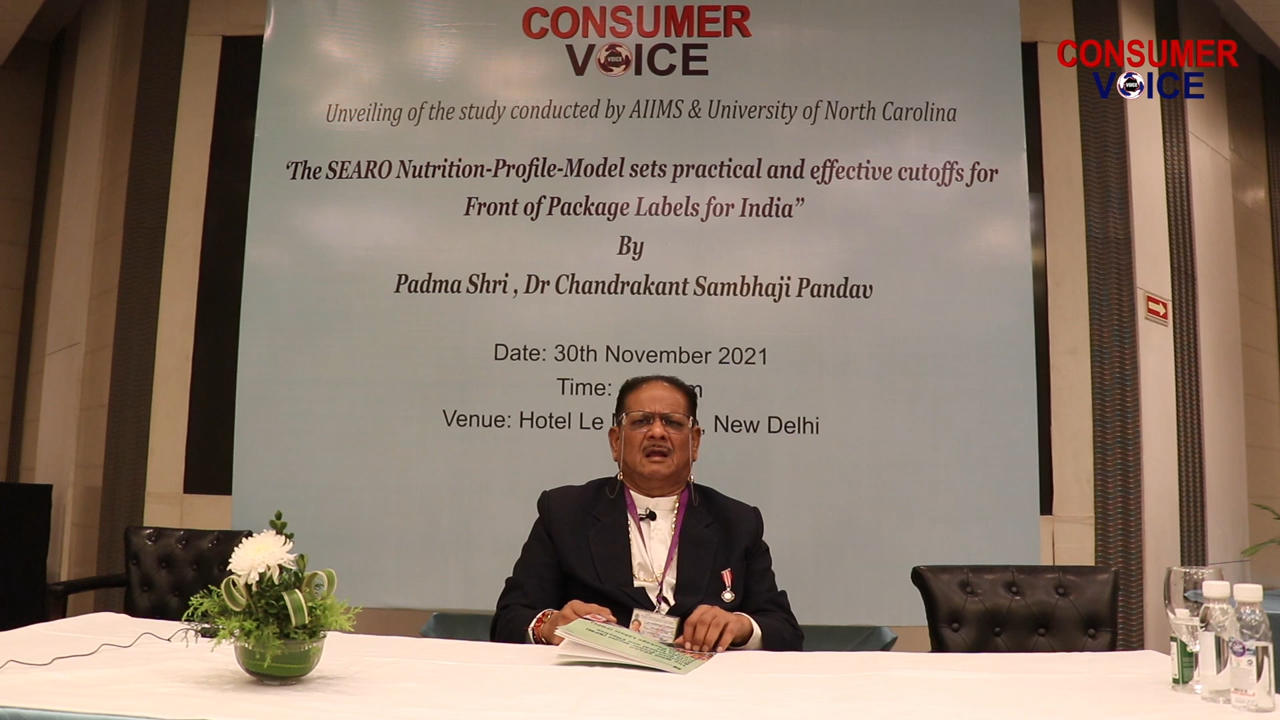 CONSUMER
VOICE
CONSUMER
VOICE
Unveiling of the study conducted by AIIMS & University of North Carolina
‘The SEARO Nutrition-Profile-Model sets practical and effective cutoffs for
Front of Package Labels for India”
By
Padma Shri , Dr Chandrakant Sambhaji Pandav
Date: 30th November 2021
Time:
Venue: Hotel Le , New Delhi